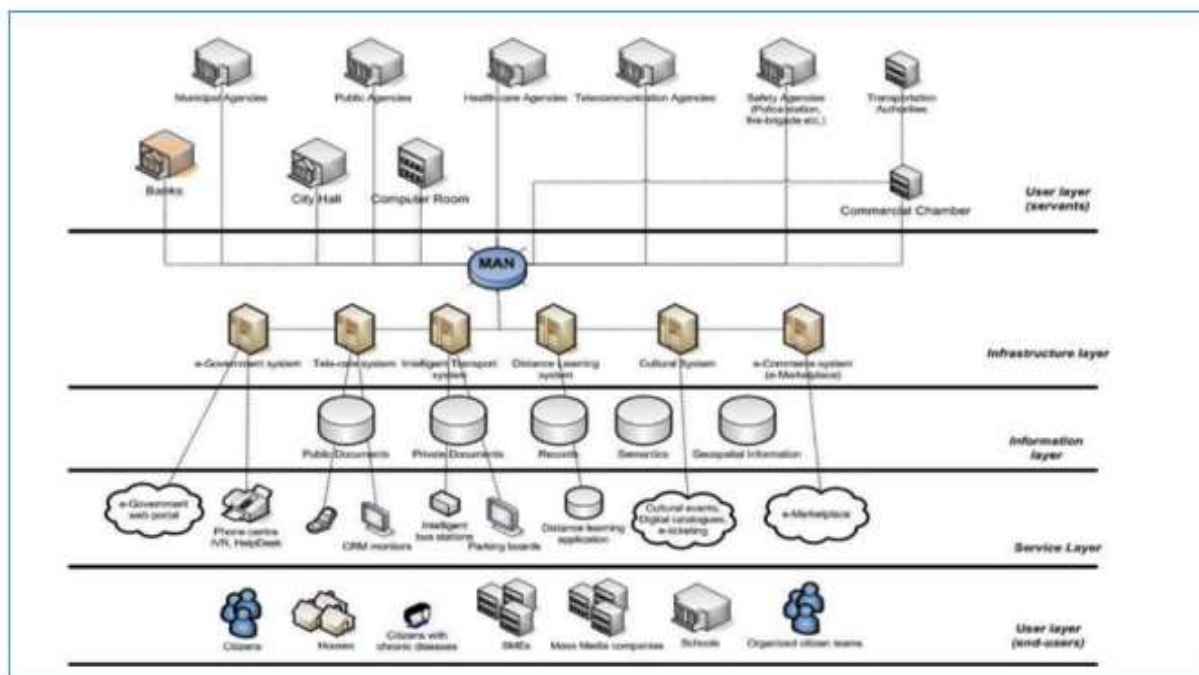 Municipal Agencies
Public Agencies
Healthcare Agencies
Telecommunication Agencies
Safety Agencies
(Police station,
fire-brigade etc.)
Transportation
Authorities
Banks
City Hall
Computer Room
Commercial Chamber
User layer
(servants)
MAN
e-Government system
Tele-care system
Intelligent Transport
system
Distance Learning
system
Cultural System
e-Commerce system
(e-Marketplace)
Infrastructure layer
Public Documents
Private Documents
Records
Semantics
Geospatial Information
Information
layer
e-Government
web portal
Phone centre
IVR, HelpDesk
CRM monitors
Intelligent
bus stations
Parking boards
Distance learning
application
Cultural events,
Digital catalogues,
e-ticketing
e-Marketplace
Service Layer
Citizens
Houses
Citizens with
chronic diseases
SMEs
Mass Media companies
Schools
Organized citizen teams
User layer
(end-users)